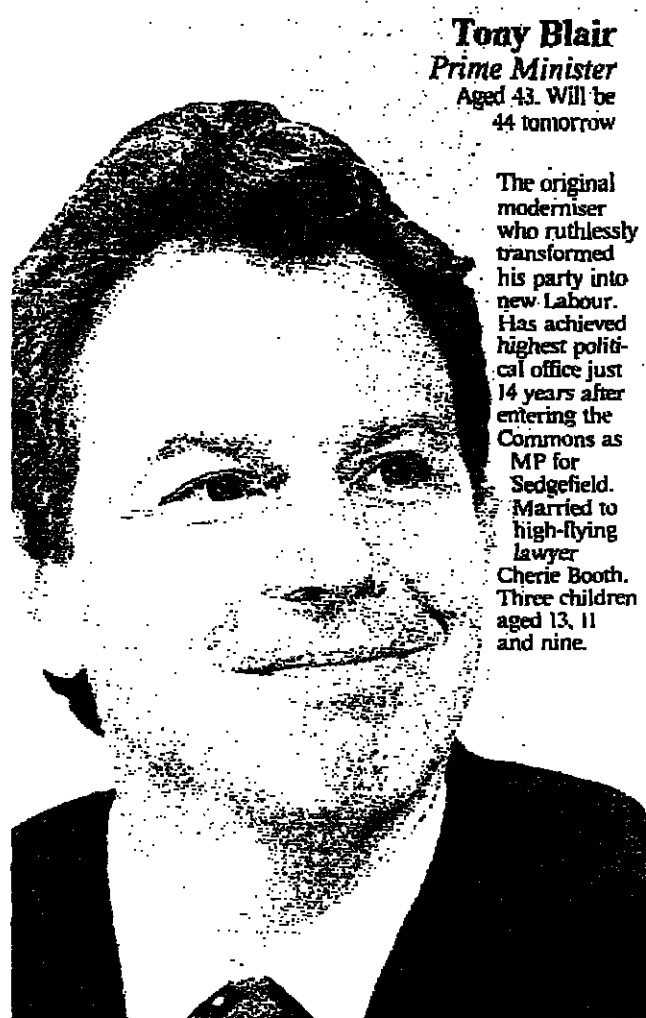 Tony Blair
Prime Minister
Aged 43. Will be
44 tomorrow
The original
moderniser
who ruthlessly
transformed
his party into
new Labour.
Has achieved
highest politi-
cal office just
14 years after
entering the
Commons as
MP for
Sedgefield.
Married to
high-flying
lawyer
Cherie Booth.
Three children
aged 13, 11
and nine.